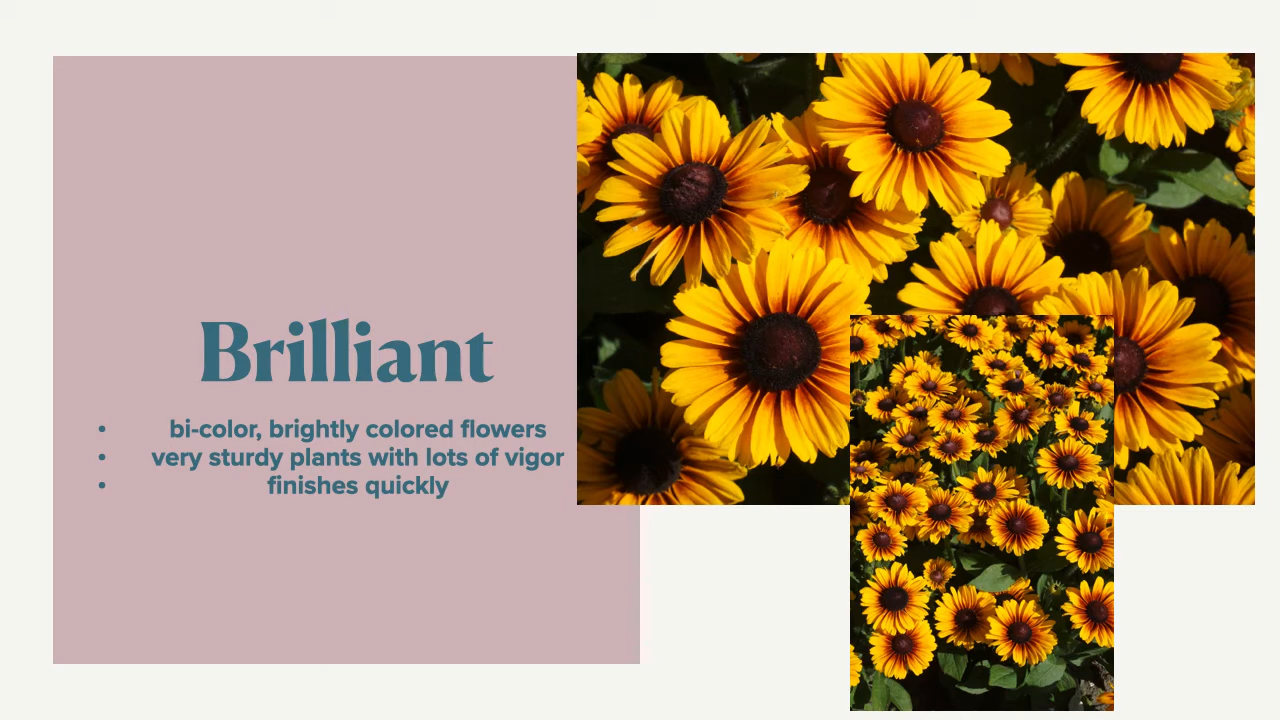 Brilliant
• bi-color, brightly colored flowers
• very sturdy plants with lots of vigor
• finishes quickly